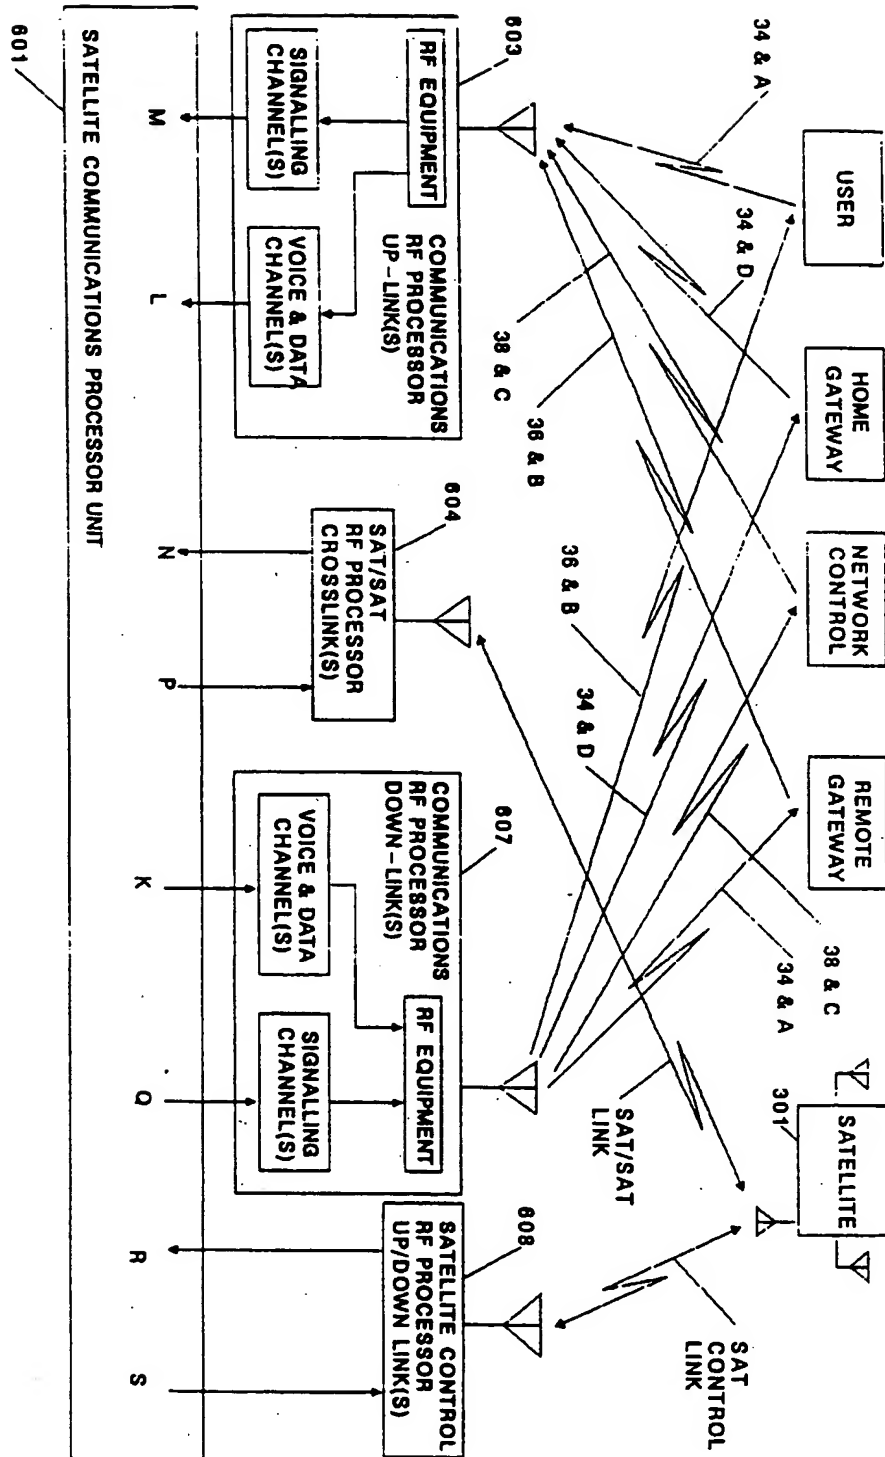 34 & A
USER
34 & D
HOME
GATEWAY
NETWORK
CONTROL
REMOTE
GATEWAY
38 & C
34 & A
301
SATELLITE
603
38 & C
36 & B
36 & B
34 & D
SAT/SAT
LINK
SAT
CONTROL
LINK
RF EQUIPMENT
SIGNALLING
CHANNEL(S)
VOICE & DATA
CHANNEL(S)
COMMUNICATIONS
RF PROCESSOR
UP-LINK(S)
604
SAT/SAT
RF PROCESSOR
CROSSLINK(S)
607
COMMUNICATIONS
RF PROCESSOR
DOWN-LINK(S)
VOICE & DATA
CHANNEL(S)
RF EQUIPMENT
SIGNALLING
CHANNEL(S)
608
SATELLITE CONTROL
RF PROCESSOR
UP/DOWN LINK(S)
M
L
N
P
K
Q
R
S
SATELLITE COMMUNICATIONS PROCESSOR UNIT
601